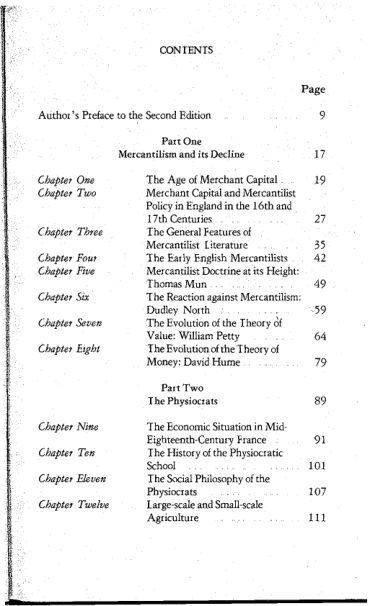 CONTENTS
Page
Author's Preface to the Second Edition 9
Part One
Mercantilism and its Decline 17
Chapter One The Age of Merchant Capital 19
Chapter Two Merchant Capital and Mercantilist
Policy in England in the 16th and
17th Centuries 27
Chapter Three The General Features of
Mercantilist Literature 35
Chapter Four The Early English Mercantilists 42
Chapter Five Mercantilist Doctrine at its Height:
Thomas Mun 49
Chapter Six The Reaction against Mercantilism:
Dudley North 59
Chapter Seven The Evolution of the Theory of
Value: William Petty 64
Chapter Eight The Evolution of the Theory of
Money: David Hume 79
Part Two
The Physiocrats 89
Chapter Nine The Economic Situation in Mid-
Eighteenth-Century France 91
Chapter Ten The History of the Physiocratic
School 101
Chapter Eleven The Social Philosophy of the
Physiocrats 107
Chapter Twelve Large-scale and Small-scale
Agriculture 111